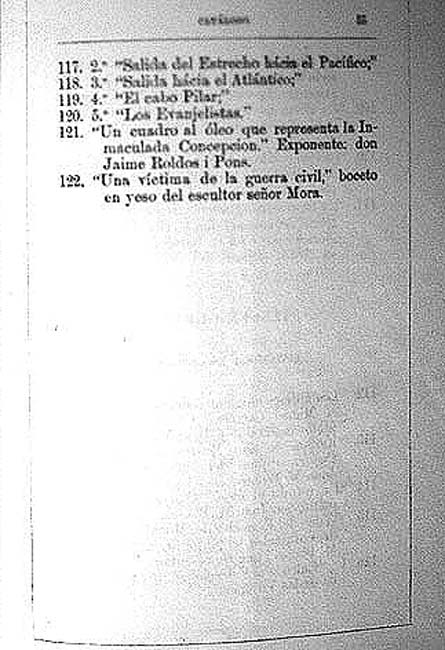 CATÁLOGO
117. 2.º "Salida del Estrecho hácia el Pacífico;"
118. 3.º "Salida hácia el Atlántico;"
119. 4.º "El cabo Pilar;"
120. 5.º "Los Evanjelistas."
121. "Un cuadro al óleo que representa la In-
maculada Concepcion." Exponente: don
Jaime Roldos i Pons.
122. "Una víctima de la guerra civil," boceto
en yeso del escultor señor Mora.